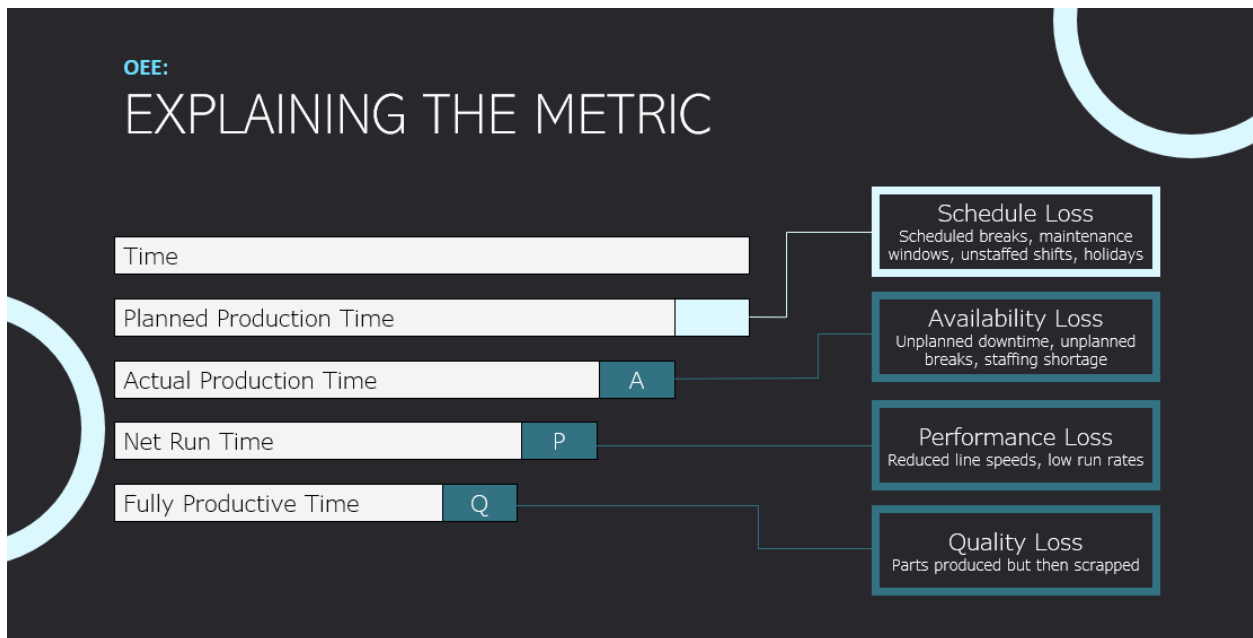 OEE:
EXPLAINING THE METRIC
Time
Planned Production Time
Actual Production Time
A
Net Run Time
P
Fully Productive Time
Q
Schedule Loss
Scheduled breaks, maintenance
windows, unstaffed shifts, holidays
Availability Loss
Unplanned downtime, unplanned
breaks, staffing shortage
Performance Loss
Reduced line speeds, low run rates
Quality Loss
Parts produced but then scrapped